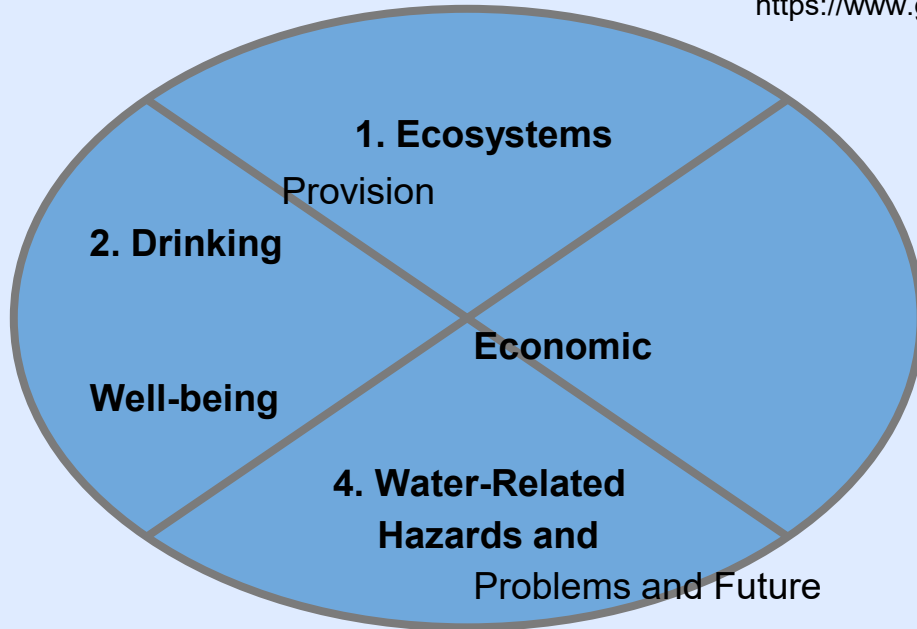 https://www.g
1. Ecosystems
Provision
2. Drinking
Economic
Well-being
4. Water-Related
Hazards and
Problems and Future